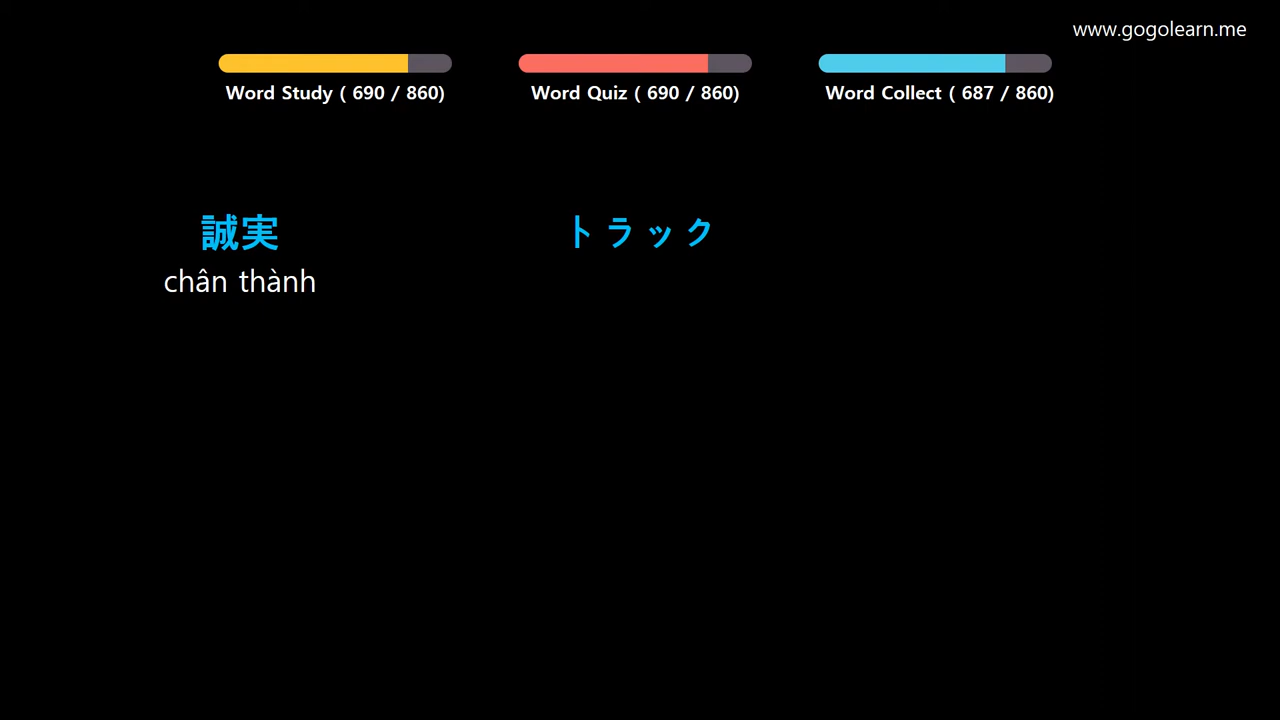 www.gogolearn.me
Word Study ( 690 / 860)
Word Quiz ( 690 / 860)
Word Collect ( 687 / 860)
誠実
chân thành
トラック